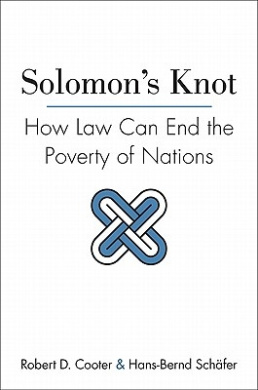 Solomon's Knot
How Law Can End the
Poverty of Nations
Robert D. Cooter & Hans-Bernd Schäfer